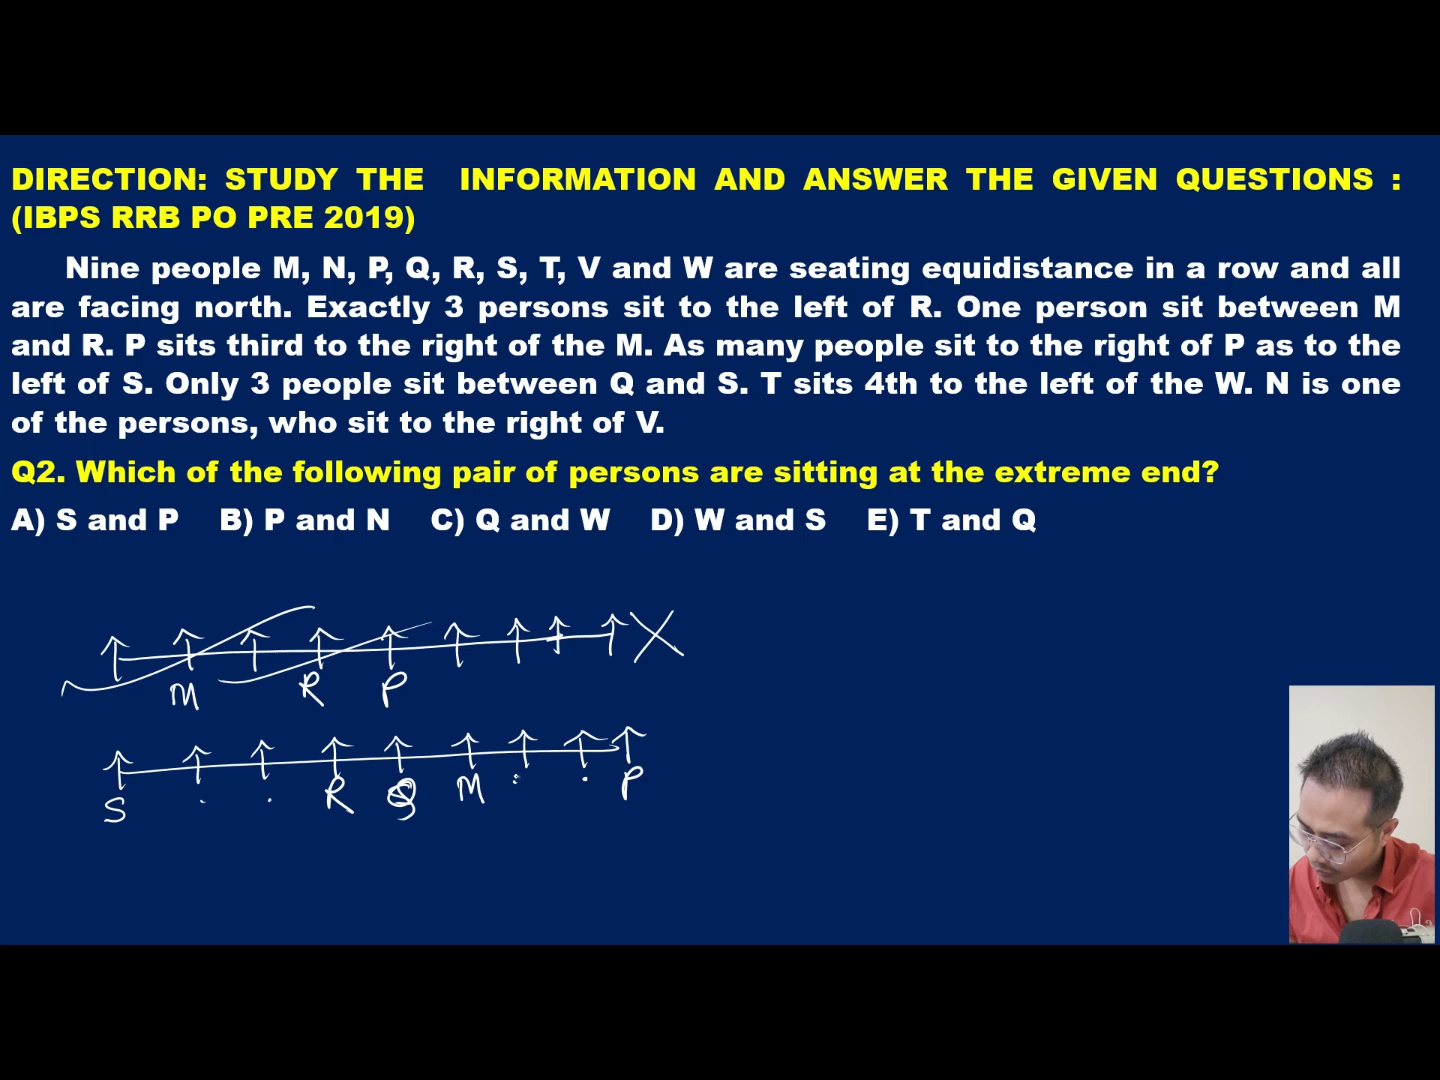 DIRECTION: STUDY THE INFORMATION AND ANSWER THE GIVEN QUESTIONS :
(IBPS RRB PO PRE 2019)
Nine people M, N, P, Q, R, S, T, V and W are seating equidistance in a row and all
are facing north. Exactly 3 persons sit to the left of R. One person sit between M
and R. P sits third to the right of the M. As many people sit to the right of P as to the
left of S. Only 3 people sit between Q and S. T sits 4th to the left of the W. N is one
of the persons, who sit to the right of V.
Q2. Which of the following pair of persons are sitting at the extreme end?
A) S and P B) P and N C) Q and W D) W and S E) T and Q
M R P
S R Q M P